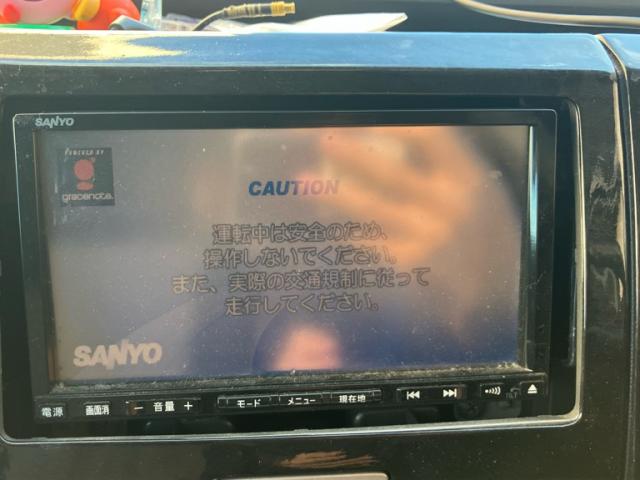 SANYO
POWERED BY
gracenote.
CAUTION
運転中は安全のため、
操作しないでください。
また、実際の交通規制に従って
走行してください。
SANYO
電源 画面消 − 音量 + モード メニュー 現在地